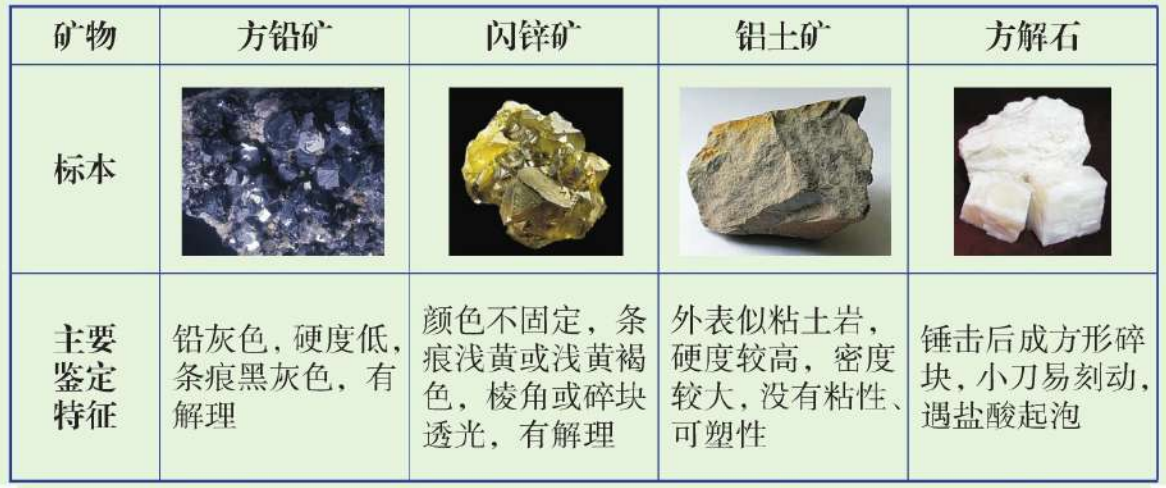 矿物 方铅矿 闪锌矿 铝土矿 方解石
标本
主要
鉴定
特征
铅灰色，硬度低，
条痕黑灰色，有
解理
颜色不固定，条
痕浅黄或浅黄褐
色，棱角或碎块
透光，有解理
外表似粘土岩，
硬度较高，密度
较大，没有粘性、
可塑性
锤击后成方形碎
块，小刀易刻动，
遇盐酸起泡